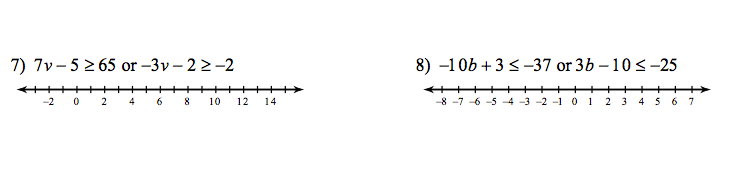 7) 7v – 5 ≥ 65 or –3v – 2 ≥ –2
-2 0 2 4 6 8 10 12 14
8) –10b + 3 ≤ –37 or 3b – 10 ≤ –25
-8 -7 -6 -5 -4 -3 -2 -1 0 1 2 3 4 5 6 7